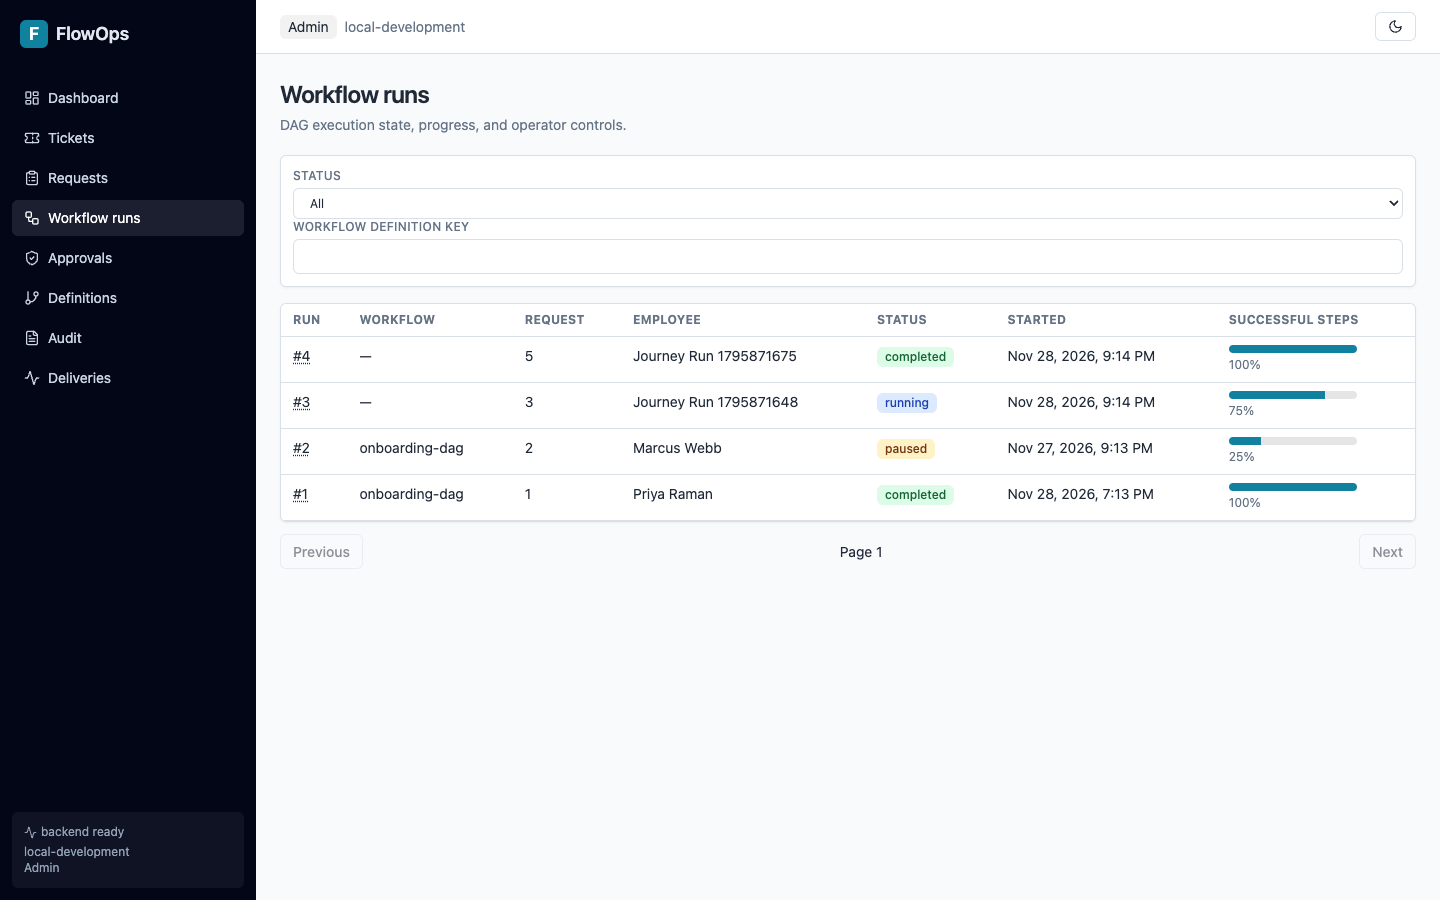 F FlowOps
Dashboard
Tickets
Requests
Workflow runs
Approvals
Definitions
Audit
Deliveries
backend ready
local-development
Admin
Admin local-development
Workflow runs
DAG execution state, progress, and operator controls.
STATUS
All
WORKFLOW DEFINITION KEY
RUN WORKFLOW REQUEST EMPLOYEE STATUS STARTED SUCCESSFUL STEPS
#4 — 5 Journey Run 1795871675 completed Nov 28, 2026, 9:14 PM 100%
#3 — 3 Journey Run 1795871648 running Nov 28, 2026, 9:14 PM 75%
#2 onboarding-dag 2 Marcus Webb paused Nov 27, 2026, 9:13 PM 25%
#1 onboarding-dag 1 Priya Raman completed Nov 28, 2026, 7:13 PM 100%
Previous Page 1 Next